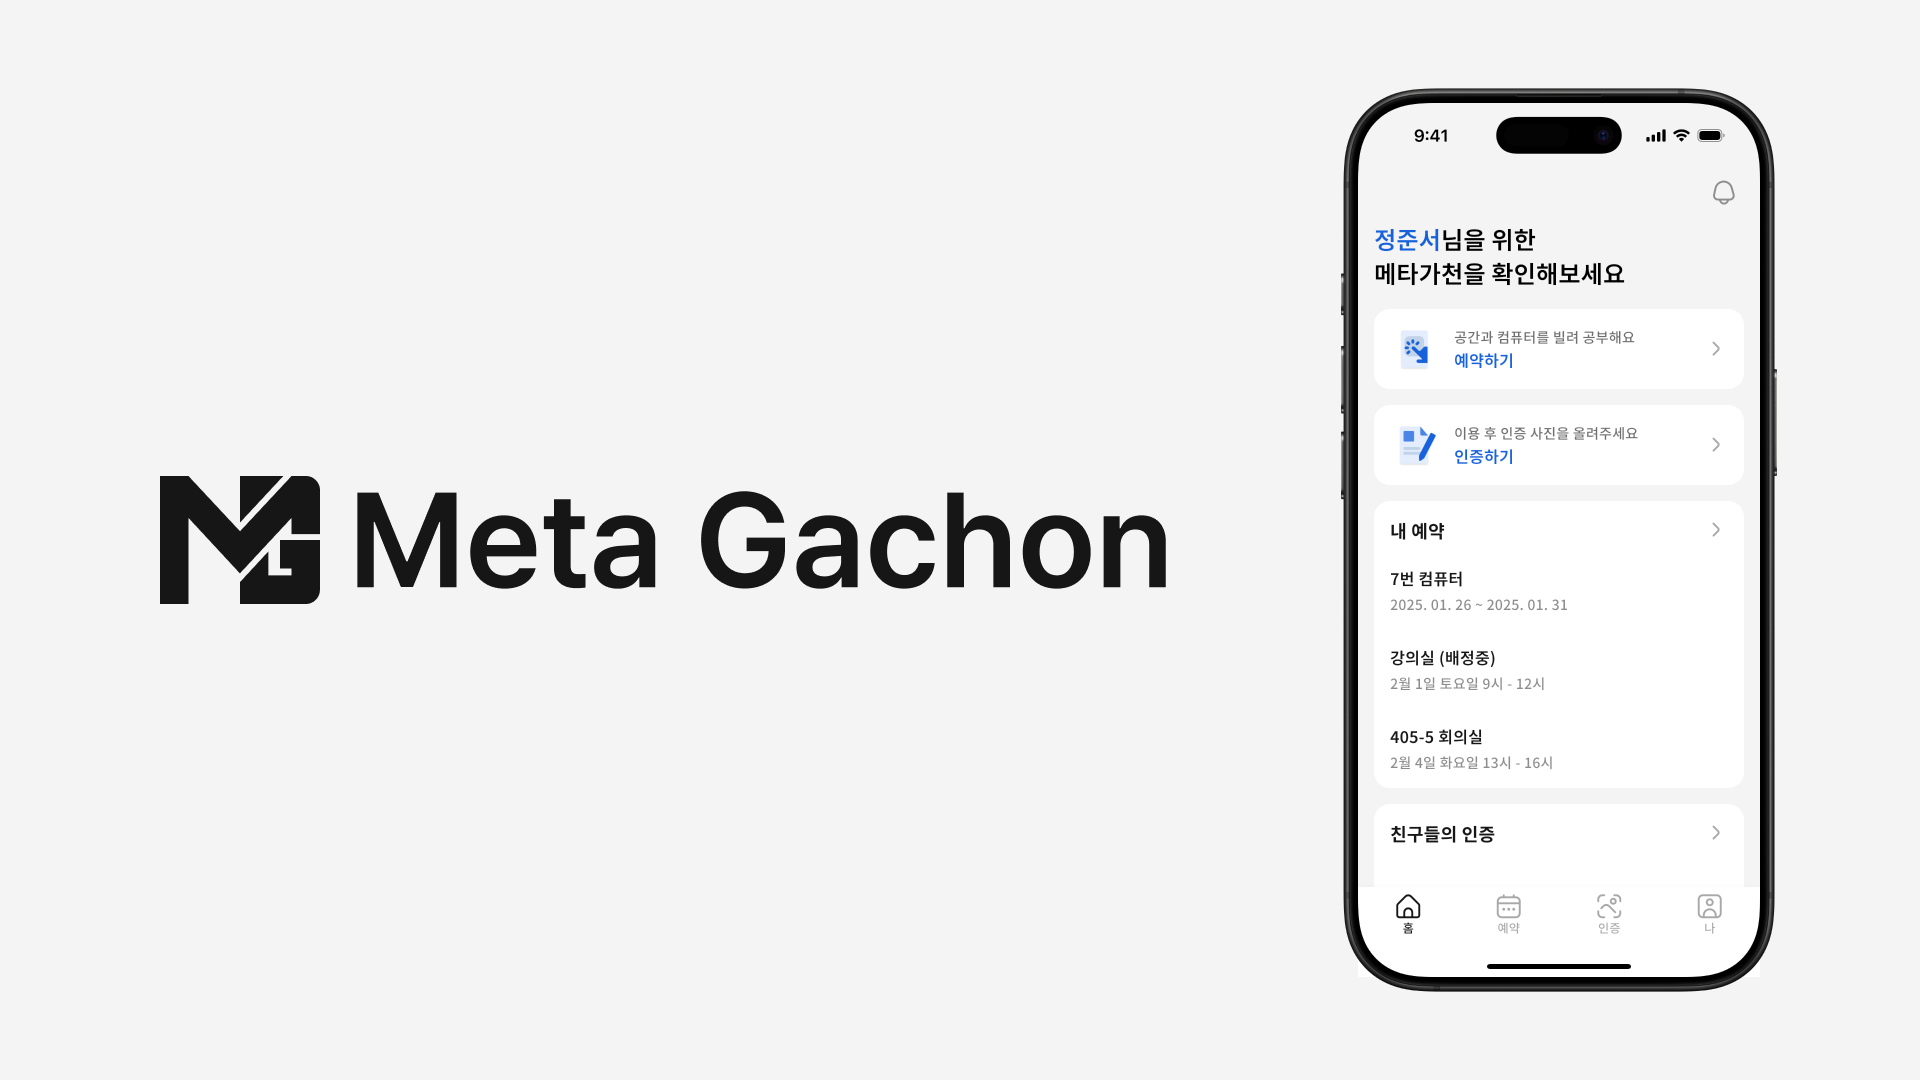 Meta Gachon
9:41
정준서님을 위한
메타가천을 확인해보세요
공간과 컴퓨터를 빌려 공부해요
예약하기
이용 후 인증 사진을 올려주세요
인증하기
내 예약
7번 컴퓨터
2025. 01. 26 ~ 2025. 01. 31
강의실 (배정중)
2월 1일 토요일 9시 - 12시
405-5 회의실
2월 4일 화요일 13시 - 16시
친구들의 인증
홈
예약
인증
나